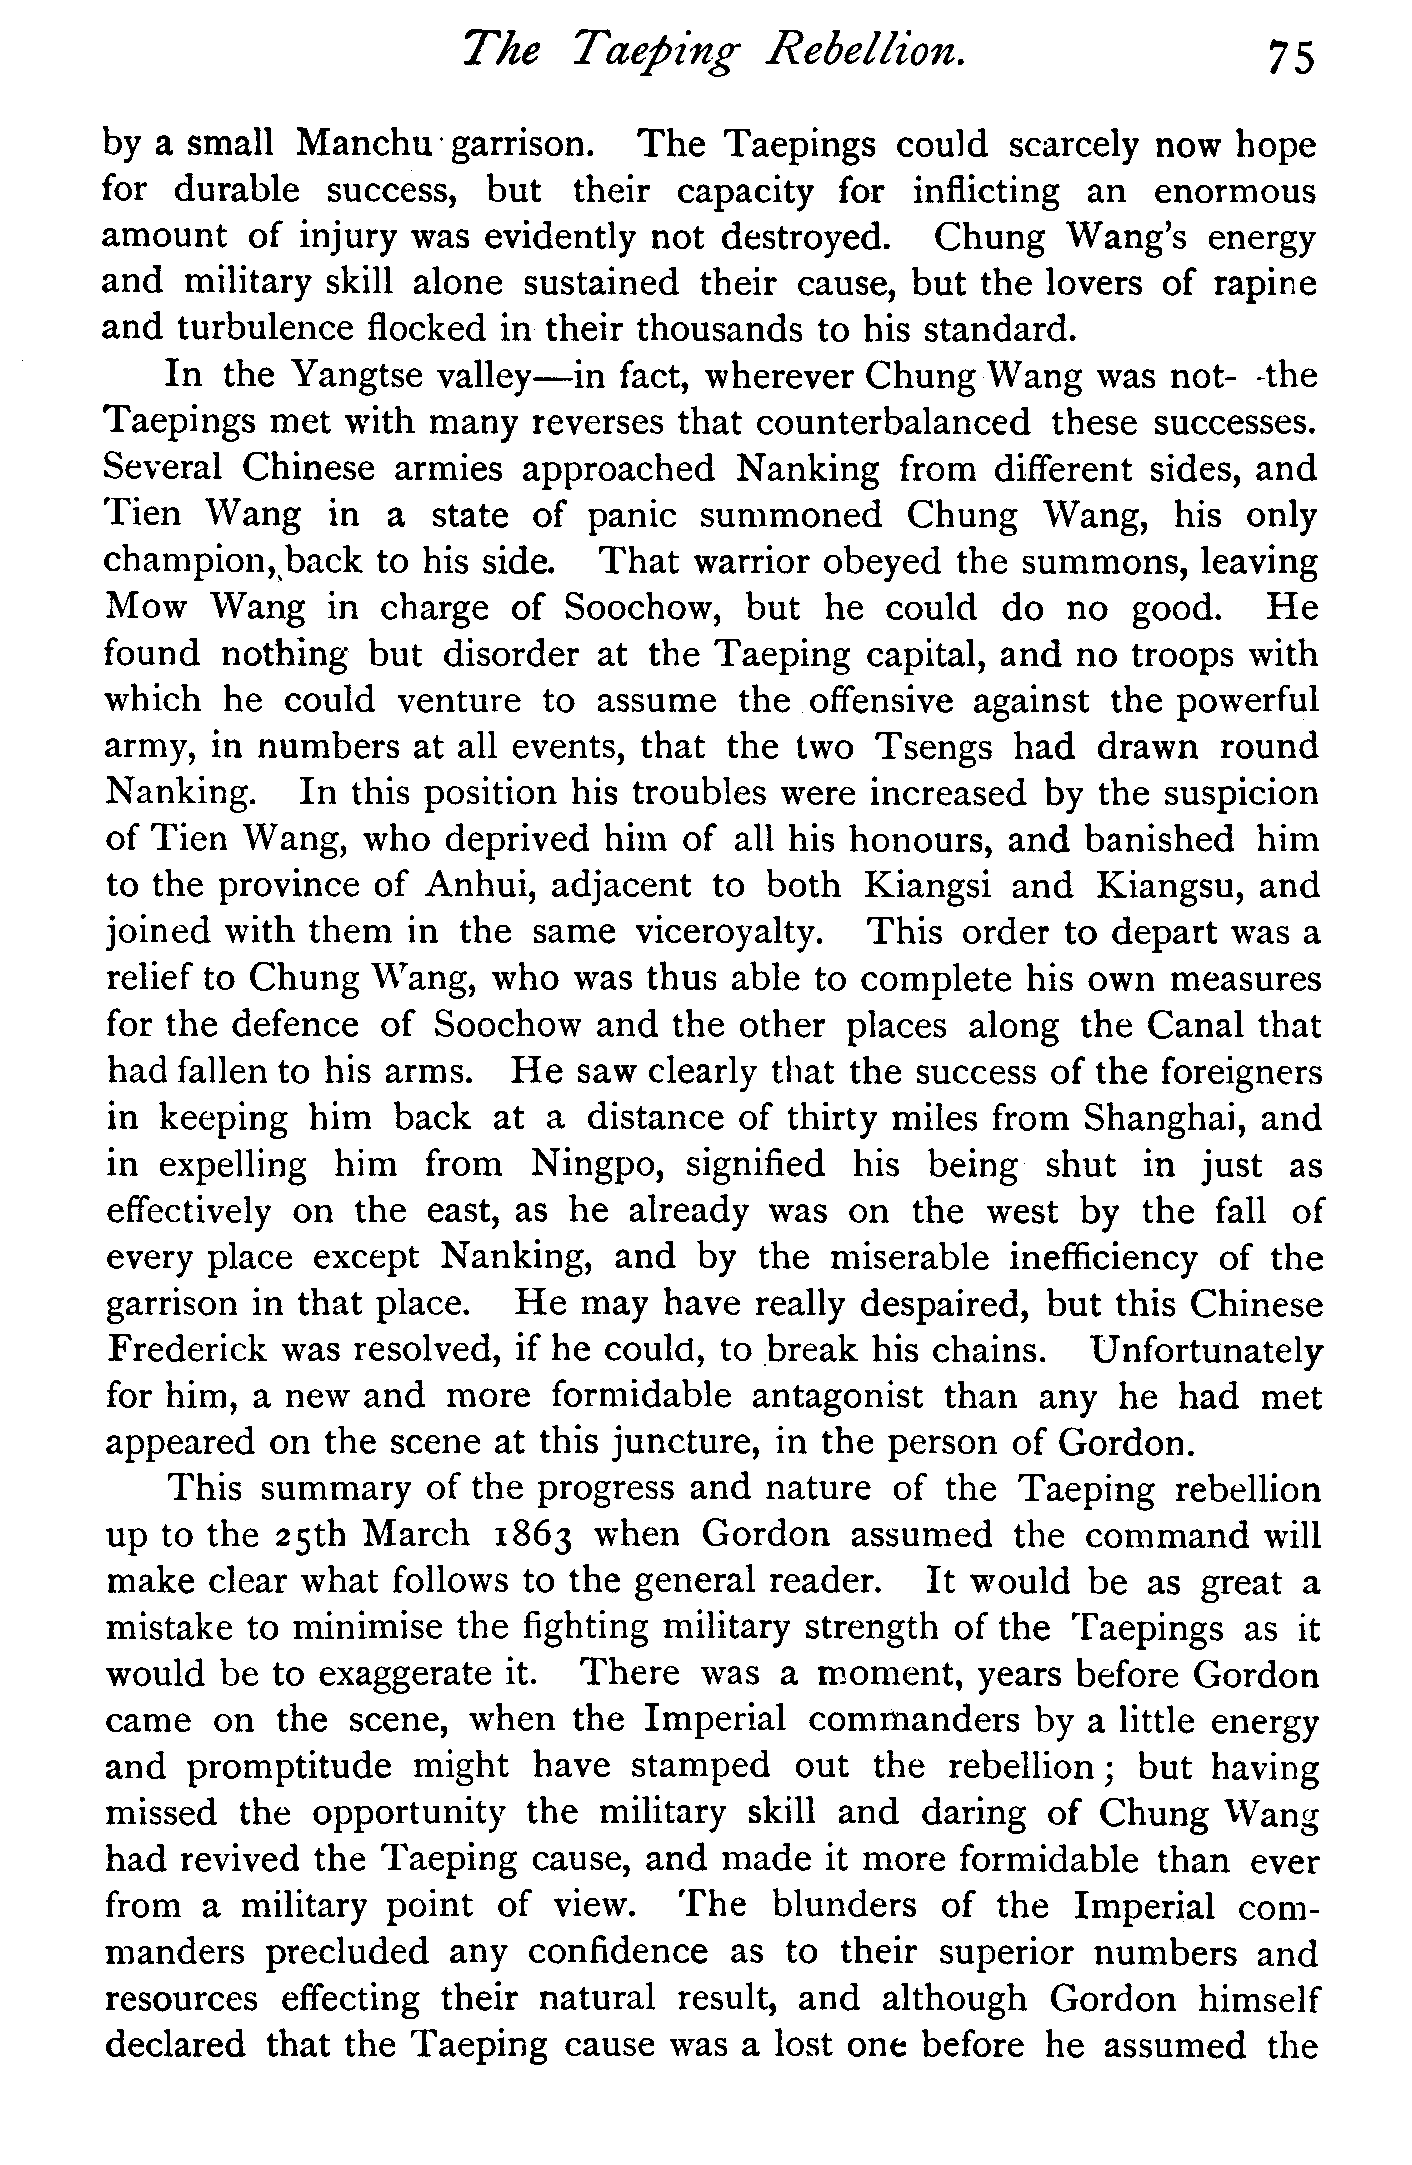 The Taeping Rebellion. 75
by a small Manchu garrison. The Taepings could scarcely now hope
for durable success, but their capacity for inflicting an enormous
amount of injury was evidently not destroyed. Chung Wang's energy
and military skill alone sustained their cause, but the lovers of rapine
and turbulence flocked in their thousands to his standard.
In the Yangtse valley—in fact, wherever Chung Wang was not- -the
Taepings met with many reverses that counterbalanced these successes.
Several Chinese armies approached Nanking from different sides, and
Tien Wang in a state of panic summoned Chung Wang, his only
champion, back to his side. That warrior obeyed the summons, leaving
Mow Wang in charge of Soochow, but he could do no good. He
found nothing but disorder at the Taeping capital, and no troops with
which he could venture to assume the offensive against the powerful
army, in numbers at all events, that the two Tsengs had drawn round
Nanking. In this position his troubles were increased by the suspicion
of Tien Wang, who deprived him of all his honours, and banished him
to the province of Anhui, adjacent to both Kiangsi and Kiangsu, and
joined with them in the same viceroyalty. This order to depart was a
relief to Chung Wang, who was thus able to complete his own measures
for the defence of Soochow and the other places along the Canal that
had fallen to his arms. He saw clearly that the success of the foreigners
in keeping him back at a distance of thirty miles from Shanghai, and
in expelling him from Ningpo, signified his being shut in just as
effectively on the east, as he already was on the west by the fall of
every place except Nanking, and by the miserable inefficiency of the
garrison in that place. He may have really despaired, but this Chinese
Frederick was resolved, if he could, to break his chains. Unfortunately
for him, a new and more formidable antagonist than any he had met
appeared on the scene at this juncture, in the person of Gordon.
This summary of the progress and nature of the Taeping rebellion
up to the 25th March 1863 when Gordon assumed the command will
make clear what follows to the general reader. It would be as great a
mistake to minimise the fighting military strength of the Taepings as it
would be to exaggerate it. There was a moment, years before Gordon
came on the scene, when the Imperial commanders by a little energy
and promptitude might have stamped out the rebellion; but having
missed the opportunity the military skill and daring of Chung Wang
had revived the Taeping cause, and made it more formidable than ever
from a military point of view. The blunders of the Imperial com-
manders precluded any confidence as to their superior numbers and
resources effecting their natural result, and although Gordon himself
declared that the Taeping cause was a lost one before he assumed the